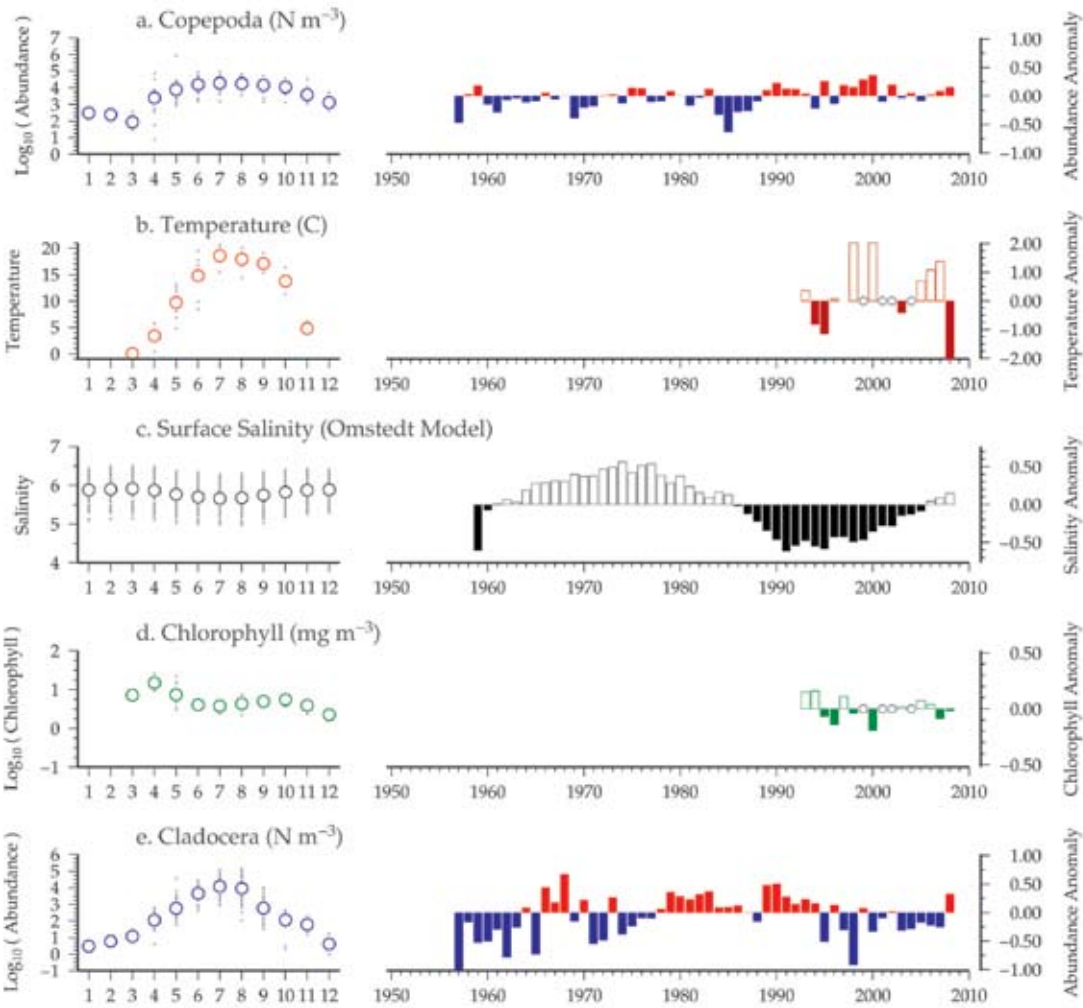 a. Copepoda (N m⁻³)
Log₁₀ ( Abundance )
7
6
5
4
3
2
1
0
1 2 3 4 5 6 7 8 9 10 11 12
1950 1960 1970 1980 1990 2000 2010
1.00
0.50
0.00
−0.50
−1.00
Abundance Anomaly
b. Temperature (C)
Temperature
20
15
10
5
0
1 2 3 4 5 6 7 8 9 10 11 12
1950 1960 1970 1980 1990 2000 2010
2.00
1.00
0.00
−1.00
−2.00
Temperature Anomaly
c. Surface Salinity (Omstedt Model)
Salinity
7
6
5
4
1 2 3 4 5 6 7 8 9 10 11 12
1950 1960 1970 1980 1990 2000 2010
0.50
0.00
−0.50
Salinity Anomaly
d. Chlorophyll (mg m⁻³)
Log₁₀ ( Chlorophyll )
2
1
0
−1
1 2 3 4 5 6 7 8 9 10 11 12
1950 1960 1970 1980 1990 2000 2010
0.50
0.00
−0.50
Chlorophyll Anomaly
e. Cladocera (N m⁻³)
Log₁₀ ( Abundance )
6
5
4
3
2
1
0
−1
1 2 3 4 5 6 7 8 9 10 11 12
1950 1960 1970 1980 1990 2000 2010
1.00
0.50
0.00
−0.50
−1.00
Abundance Anomaly